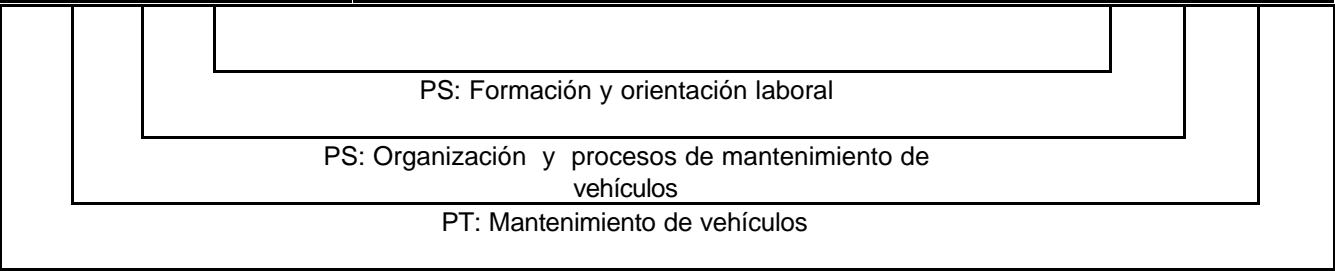 PS: Formación y orientación laboral
PS: Organización y procesos de mantenimiento de
vehículos
PT: Mantenimiento de vehículos